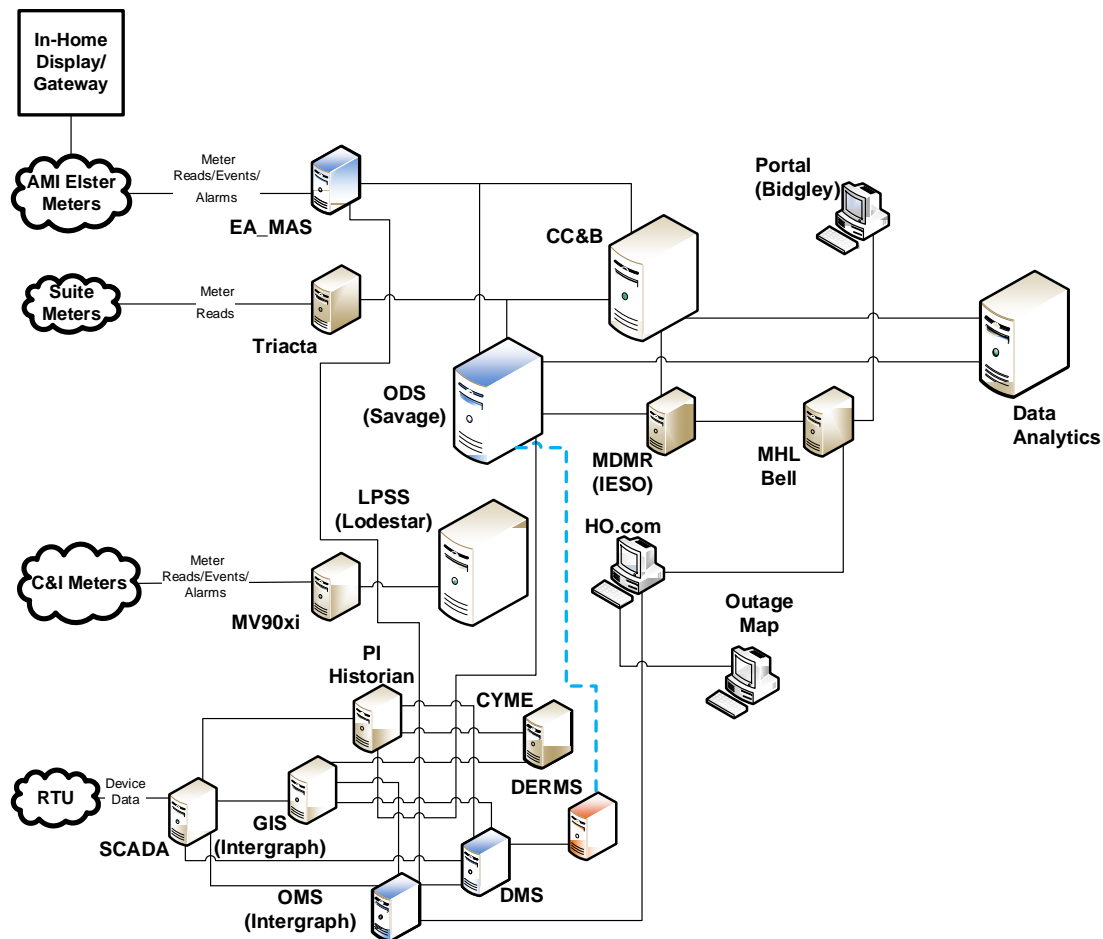 In-Home
Display/
Gateway
AMI Elster
Meters
Meter
Reads/Events/
Alarms
EA_MAS
Portal
(Bidgley)
CC&B
Suite
Meters
Meter
Reads
Triacta
ODS
(Savage)
Data
Analytics
MDMR
(IESO)
MHL
Bell
LPSS
(Lodestar)
HO.com
C&I Meters
Meter
Reads/Events/
Alarms
MV90xi
Outage
Map
PI
Historian
CYME
DERMS
RTU
Device
Data
SCADA
GIS
(Intergraph)
OMS
(Intergraph)
DMS